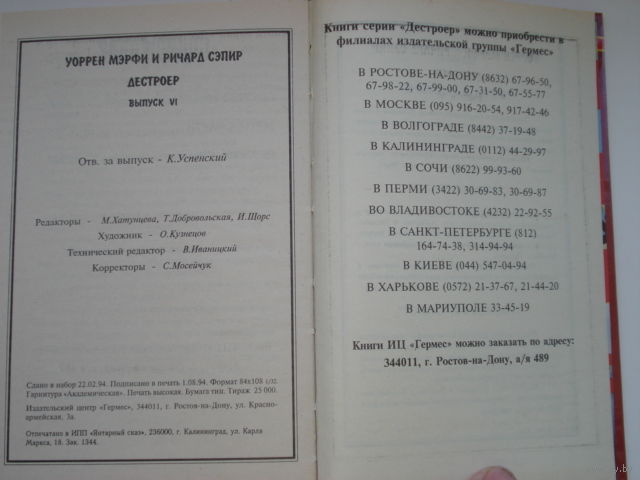 УОРРЕН МЭРФИ И РИЧАРД СЭПИР
ДЕСТРОЕР
ВЫПУСК VI
Отв. за выпуск - К.Успенский
Редакторы - М.Хатунцева, Т.Добровольская, И.Шорс
Художник - О.Кузнецов
Технический редактор - В.Иваницкий
Корректоры - С.Мосейчук
Сдано в набор 22.02.94. Подписано в печать 1.08.94. Формат 84х108 1/32.
Гарнитура «Академическая». Печать высокая. Бумага тип. Тираж 25 000.
Издательский центр «Гермес», 344011, г. Ростов-на-Дону, ул. Красно-
армейская, 3а.
Отпечатано в ИПП «Янтарный сказ», 236000, г. Калининград, ул. Карла
Маркса, 18. Зак. 1344.
Книги серии «Дестроер» можно приобрести в
филиалах издательской группы «Гермес»
В РОСТОВЕ-НА-ДОНУ (8632) 67-96-50,
67-98-22, 67-99-00, 67-31-50, 67-55-77
В МОСКВЕ (095) 916-20-54, 917-42-46
В ВОЛГОГРАДЕ (8442) 37-19-48
В КАЛИНИНГРАДЕ (0112) 44-29-97
В СОЧИ (8622) 99-93-60
В ПЕРМИ (3422) 30-69-83, 30-69-87
ВО ВЛАДИВОСТОКЕ (4232) 22-92-55
В САНКТ-ПЕТЕРБУРГЕ (812)
164-74-38, 314-94-94
В КИЕВЕ (044) 547-04-94
В ХАРЬКОВЕ (0572) 21-37-67, 21-44-20
В МАРИУПОЛЕ 33-45-19
Книги ИЦ «Гермес» можно заказать по адресу:
344011, г. Ростов-на-Дону, а/я 489